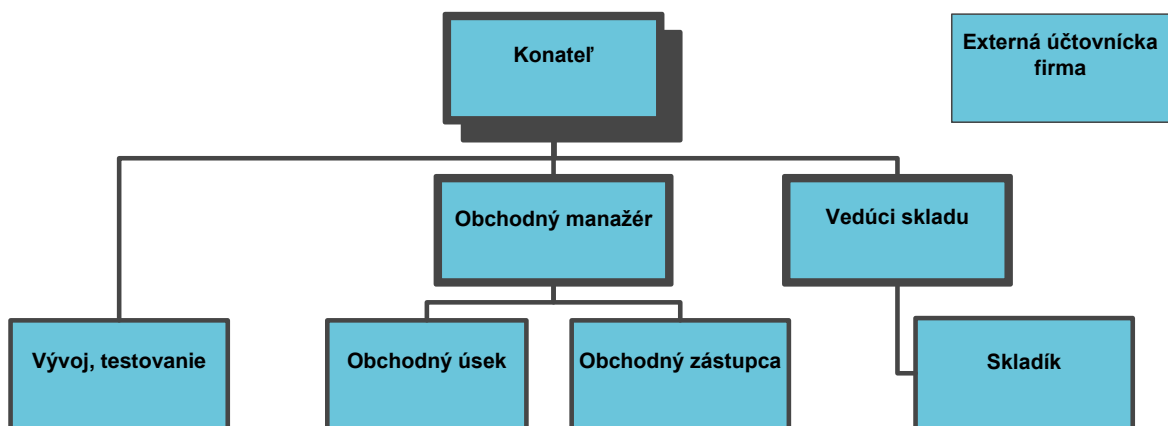 Konateľ
Externá účtovnícka
firma
Obchodný manažér
Vedúci skladu
Vývoj, testovanie
Obchodný úsek
Obchodný zástupca
Skladík